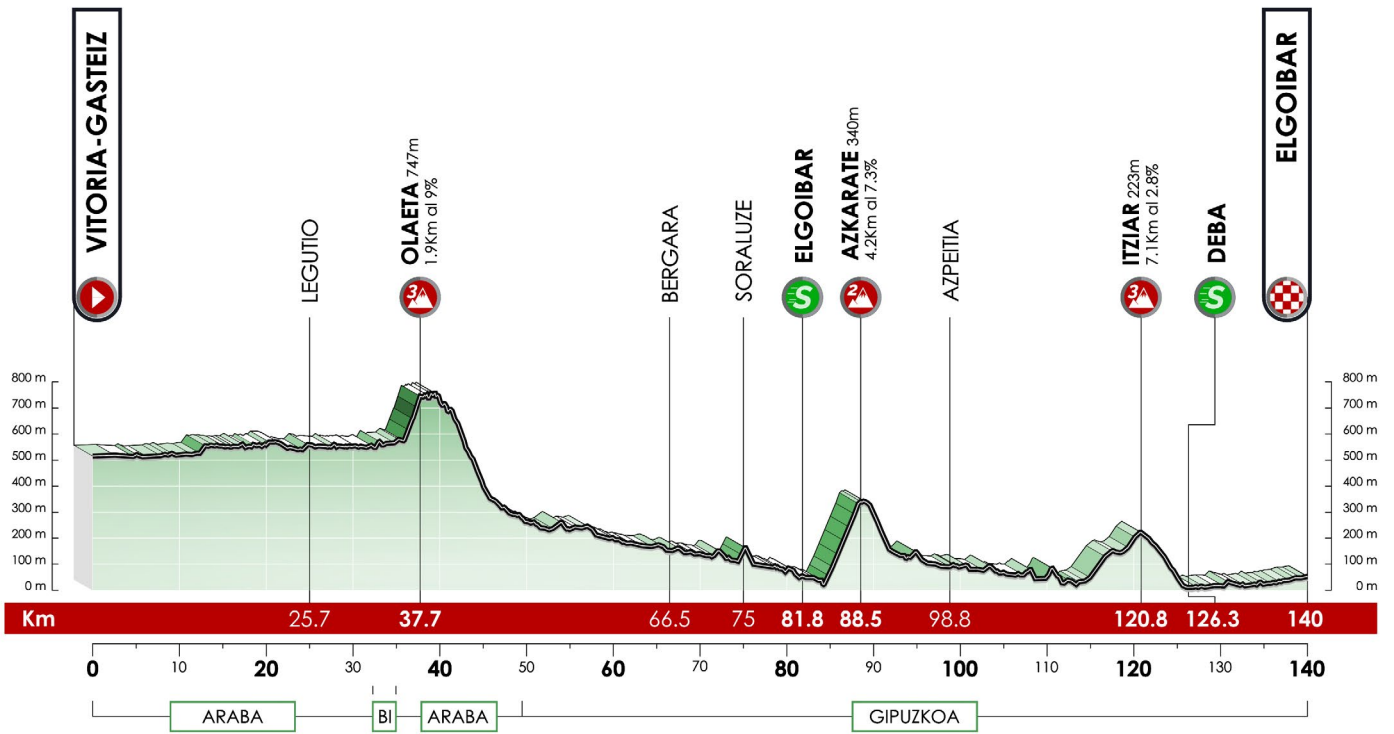 VITORIA-GASTEIZ
LEGUTIO
OLAETA 747m
1.9Km al 9%
3
BERGARA
SORALUZE
ELGOIBAR
S
AZKARATE 340m
4.2Km al 7.3%
2
AZPEITIA
ITZIAR 223m
7.1Km al 2.8%
3
DEBA
S
ELGOIBAR
800 m
700 m
600 m
500 m
400 m
300 m
200 m
100 m
0 m
800 m
700 m
600 m
500 m
400 m
300 m
200 m
100 m
0 m
Km 25.7 37.7 66.5 75 81.8 88.5 98.8 120.8 126.3 140
0 10 20 30 40 50 60 70 80 90 100 110 120 130 140
ARABA BI ARABA GIPUZKOA